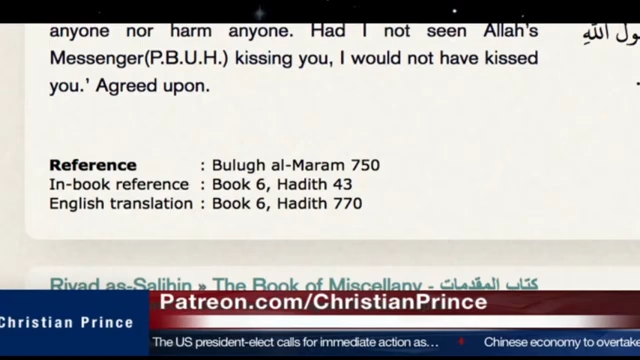 anyone nor harm anyone. Had I not seen Allah's
Messenger(P.B.U.H.) kissing you, I would not have kissed
you.' Agreed upon.
ول الله
Reference : Bulugh al-Maram 750
In-book reference : Book 6, Hadith 43
English translation : Book 6, Hadith 770
Riyad as-Salihin » The Book of Miscellany - كتاب المقدمات
Patreon.com/ChristianPrince
Christian Prince
The US president-elect calls for immediate action as... Chinese economy to overtake